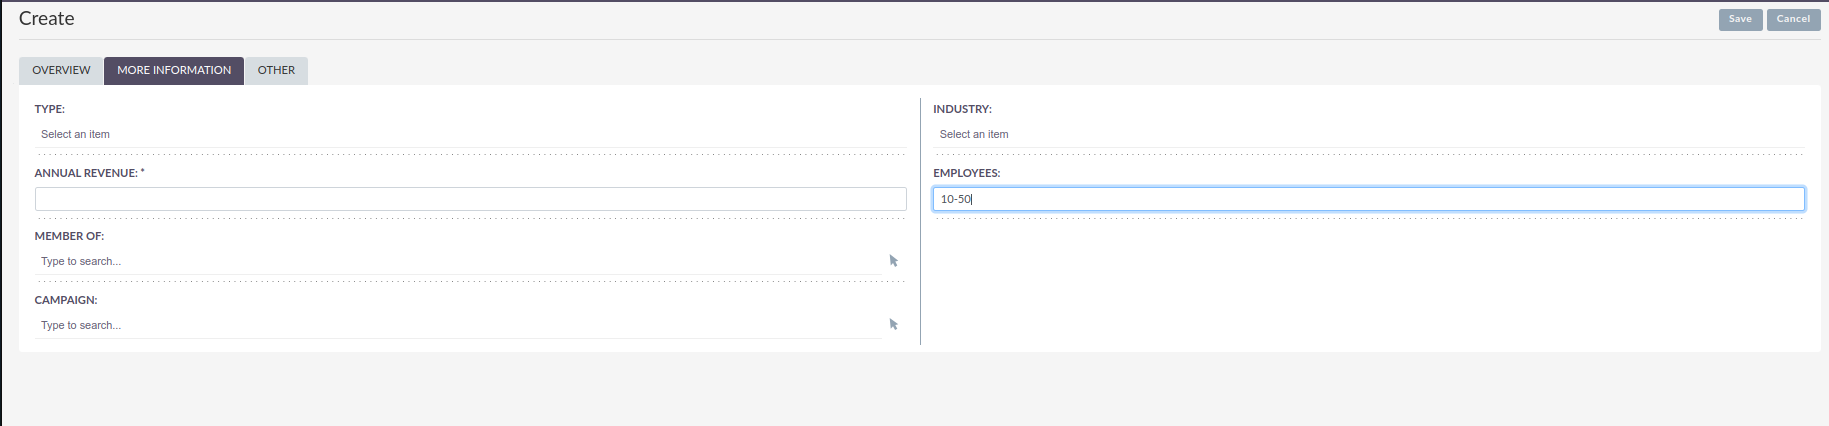 Create
Save Cancel
OVERVIEW MORE INFORMATION OTHER
TYPE:
Select an item
INDUSTRY:
Select an item
ANNUAL REVENUE: *
EMPLOYEES:
10-50
MEMBER OF:
Type to search...
CAMPAIGN:
Type to search...